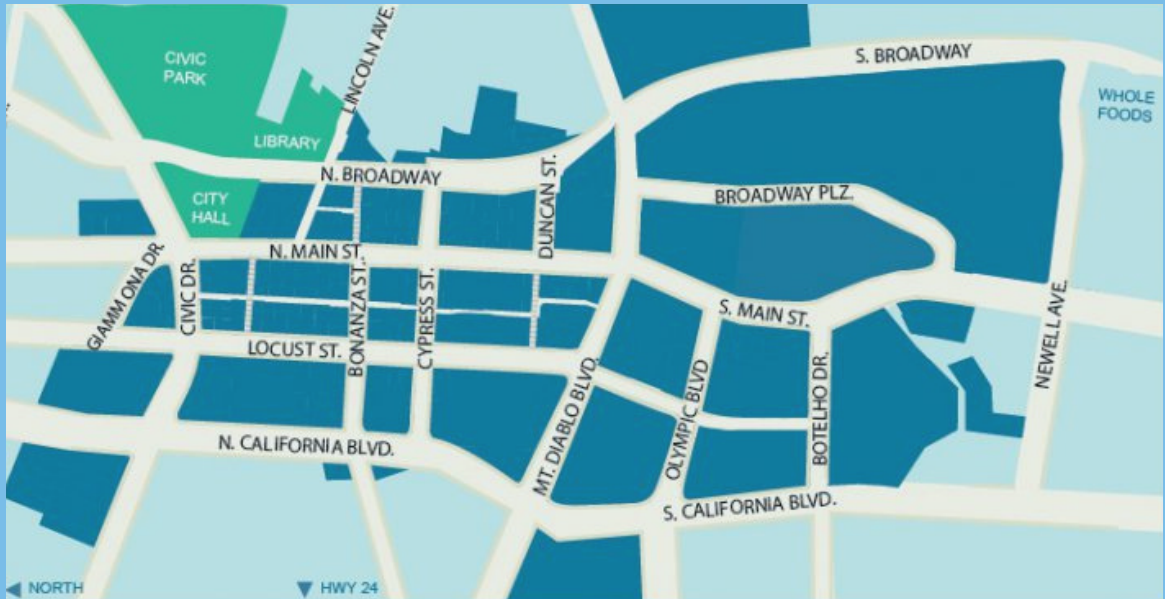 CIVIC
PARK
LINCOLN AVE.
S. BROADWAY
WHOLE
FOODS
LIBRARY
N. BROADWAY
DUNCAN ST.
BROADWAY PLZ.
CITY
HALL
N. MAIN ST.
GIAMMONA DR.
CIVIC DR.
BONANZA ST.
CYPRESS ST.
S. MAIN ST.
NEWELL AVE.
LOCUST ST.
MT. DIABLO BLVD.
OLYMPIC BLVD
BOTELHO DR.
N. CALIFORNIA BLVD.
S. CALIFORNIA BLVD.
NORTH
HWY 24